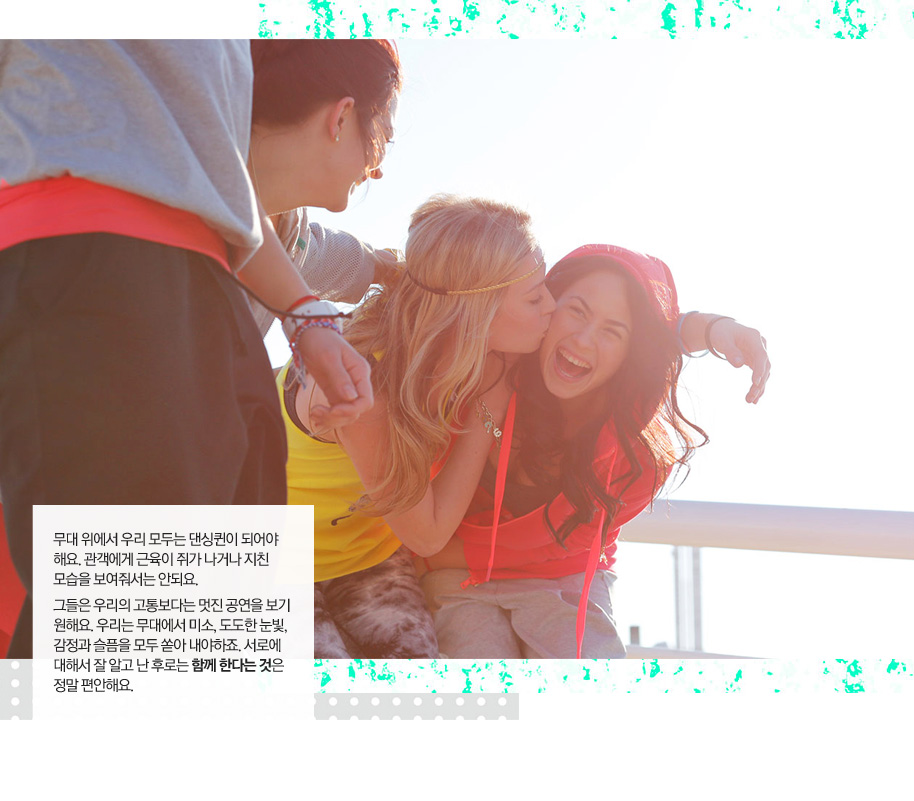 무대 위에서 우리 모두는 댄싱퀸이 되어야
해요. 관객에게 근육이 쥐가 나거나 지친
모습을 보여줘서는 안되요.
그들은 우리의 고통보다는 멋진 공연을 보기
원해요. 우리는 무대에서 미소, 도도한 눈빛,
감정과 슬픔을 모두 쏟아 내야하죠. 서로에
대해서 잘 알고 난 후로는 함께 한다는 것은
정말 편안해요.